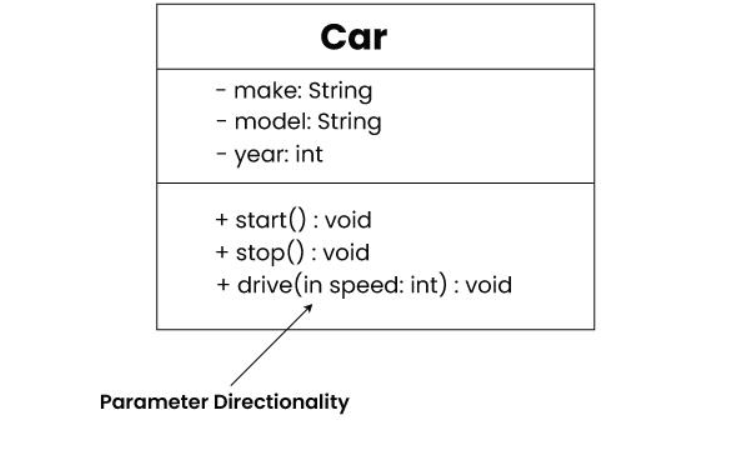 Car
- make: String
- model: String
- year: int
+ start() : void
+ stop() : void
+ drive(in speed: int) : void
Parameter Directionality